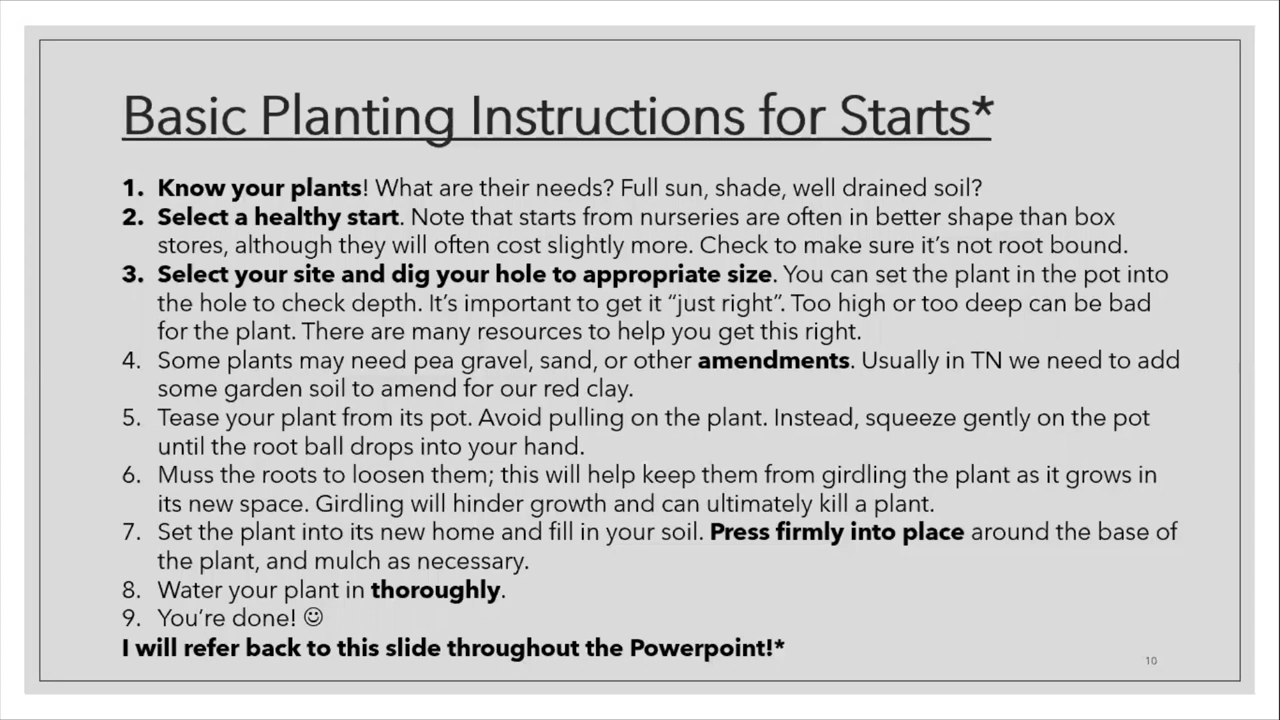 Basic Planting Instructions for Starts*
1. Know your plants! What are their needs? Full sun, shade, well drained soil?
2. Select a healthy start. Note that starts from nurseries are often in better shape than box
stores, although they will often cost slightly more. Check to make sure it’s not root bound.
3. Select your site and dig your hole to appropriate size. You can set the plant in the pot into
the hole to check depth. It’s important to get it “just right”. Too high or too deep can be bad
for the plant. There are many resources to help you get this right.
4. Some plants may need pea gravel, sand, or other amendments. Usually in TN we need to add
some garden soil to amend for our red clay.
5. Tease your plant from its pot. Avoid pulling on the plant. Instead, squeeze gently on the pot
until the root ball drops into your hand.
6. Muss the roots to loosen them; this will help keep them from girdling the plant as it grows in
its new space. Girdling will hinder growth and can ultimately kill a plant.
7. Set the plant into its new home and fill in your soil. Press firmly into place around the base of
the plant, and mulch as necessary.
8. Water your plant in thoroughly.
9. You’re done! ☺
I will refer back to this slide throughout the Powerpoint!*
10